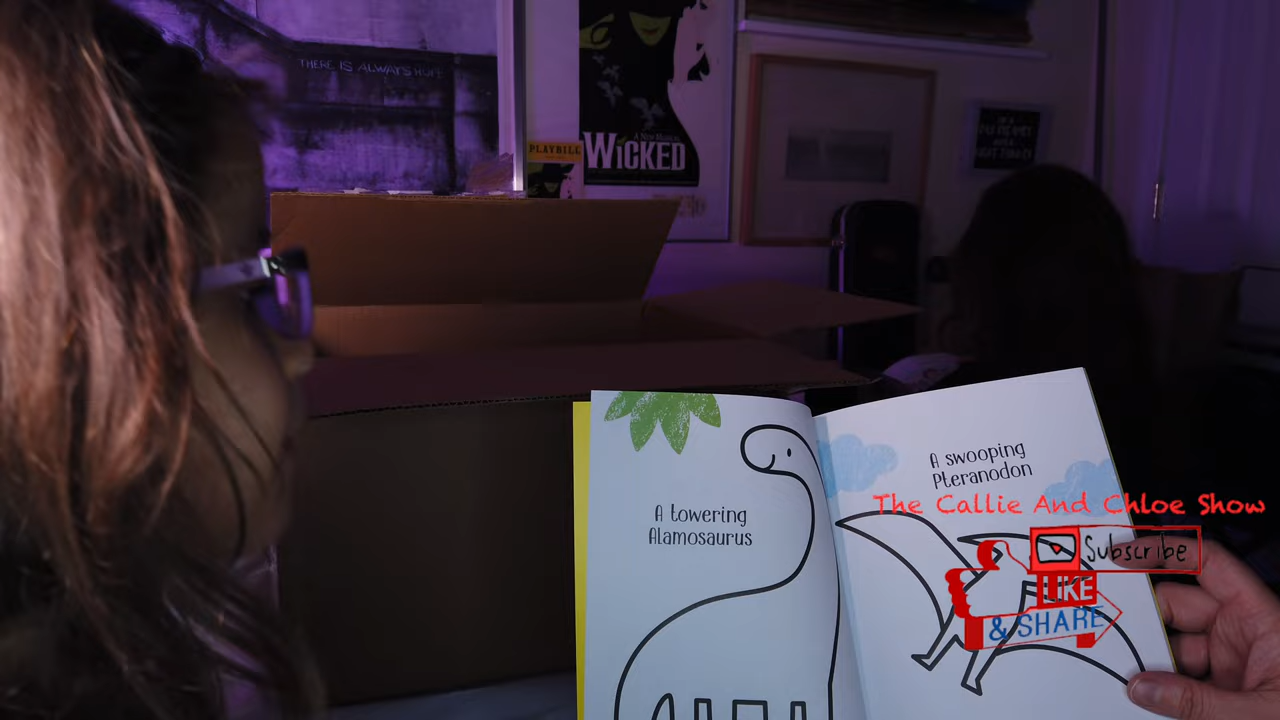 THERE IS ALWAYS HOPE
PLAYBILL
A NEW MUSICAL
WICKED
A towering
Alamosaurus
A swooping
Pteranodon
The Callie And Chloe Show
Subscribe
LIKE
& SHARE